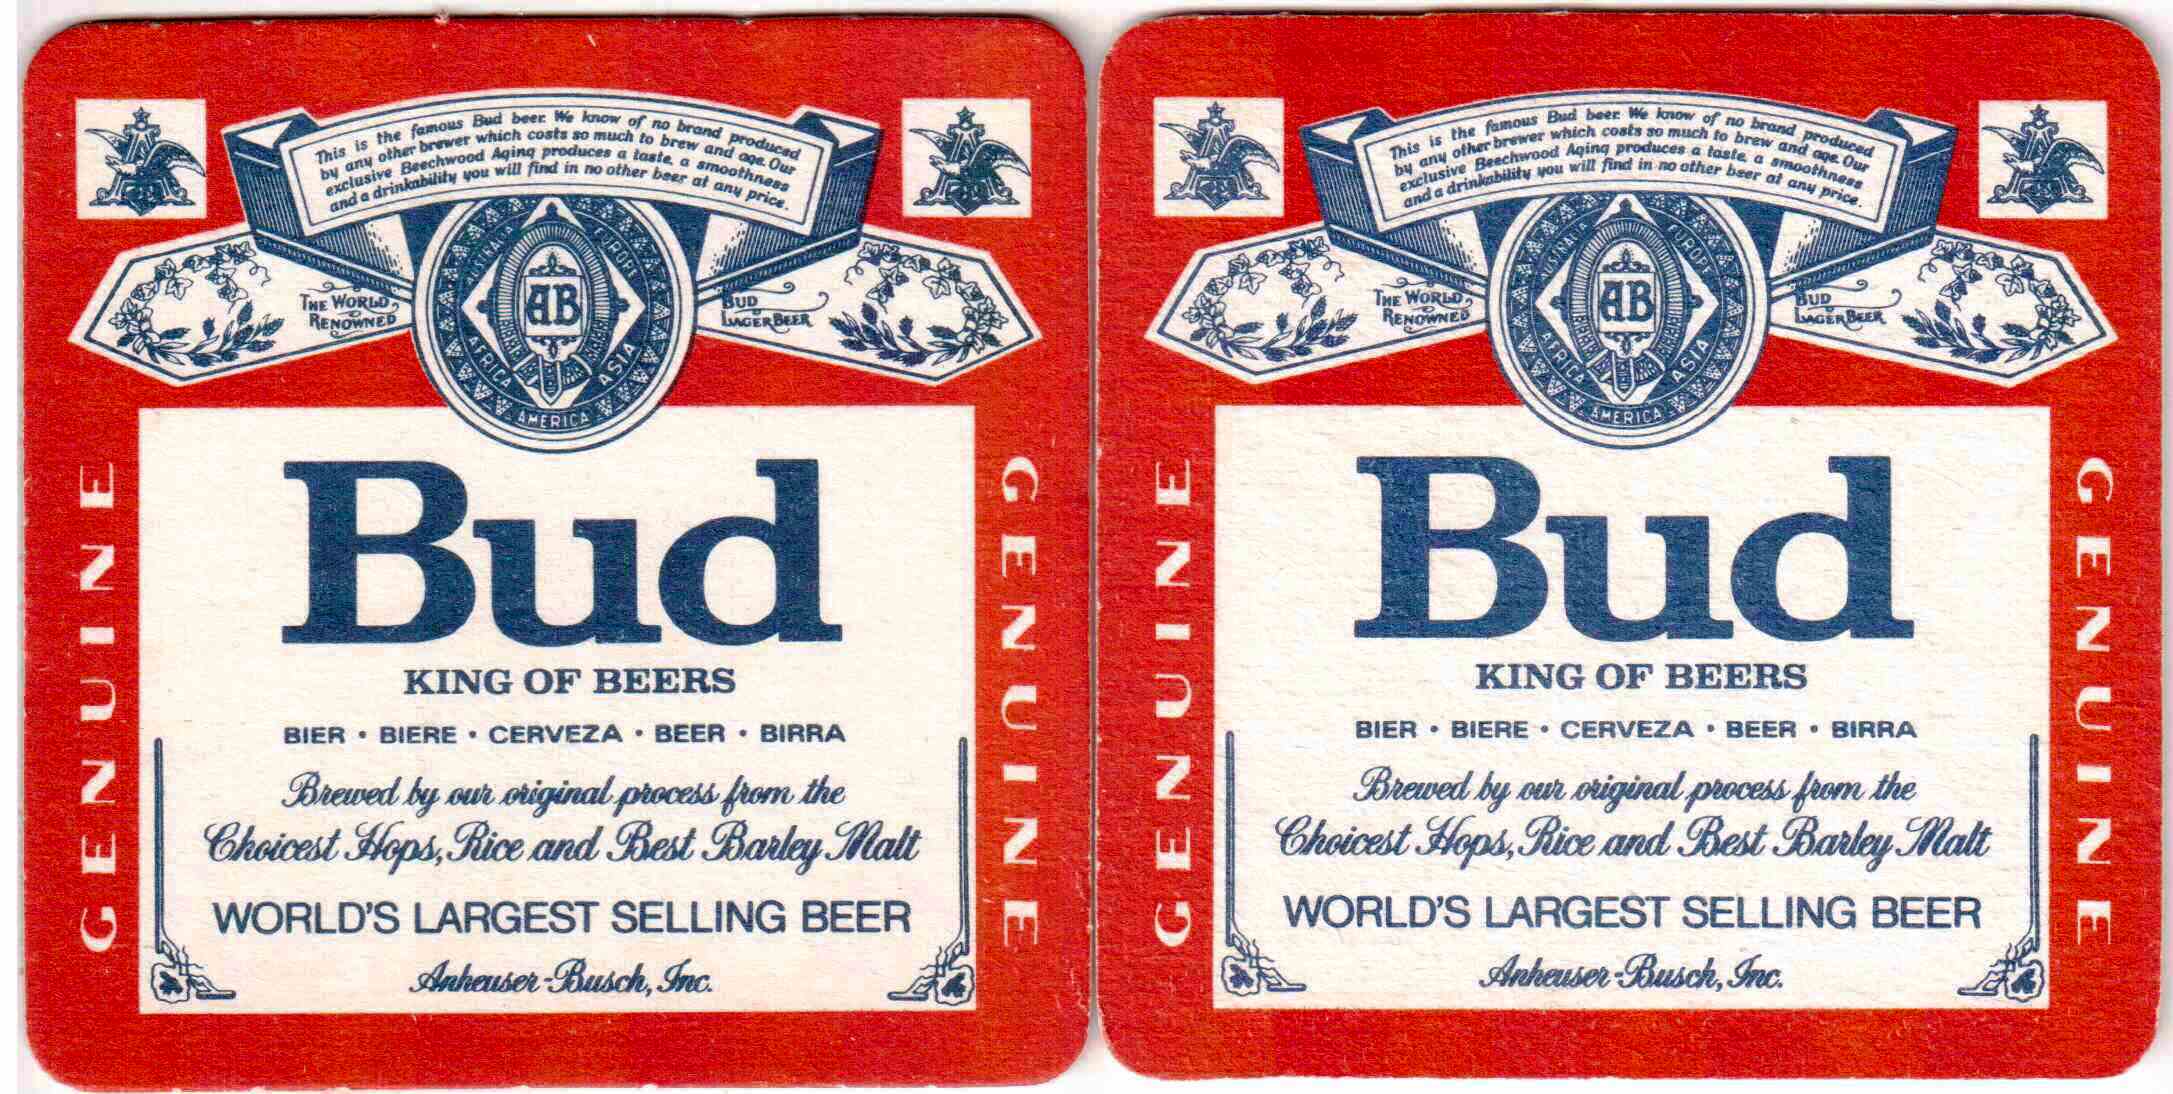 This is the famous Bud beer. We know of no brand produced
by any other brewer which costs so much to brew and age. Our
exclusive Beechwood Aging produces a taste, a smoothness
and a drinkability you will find in no other beer at any price.
THE WORLD
RENOWNED
BUD
LAGER BEER
AUSTRALIA
EUROPE
AB
AFRICA
ASIA
AMERICA
GENUINE
GENUINE
Bud
KING OF BEERS
BIER • BIERE • CERVEZA • BEER • BIRRA
Brewed by our original process from the
Choicest Hops, Rice and Best Barley Malt
WORLD'S LARGEST SELLING BEER
Anheuser-Busch, Inc.
This is the famous Bud beer. We know of no brand produced
by any other brewer which costs so much to brew and age. Our
exclusive Beechwood Aging produces a taste, a smoothness
and a drinkability you will find in no other beer at any price.
THE WORLD
RENOWNED
BUD
LAGER BEER
AUSTRALIA
EUROPE
AB
AFRICA
ASIA
AMERICA
GENUINE
GENUINE
Bud
KING OF BEERS
BIER • BIERE • CERVEZA • BEER • BIRRA
Brewed by our original process from the
Choicest Hops, Rice and Best Barley Malt
WORLD'S LARGEST SELLING BEER
Anheuser-Busch, Inc.